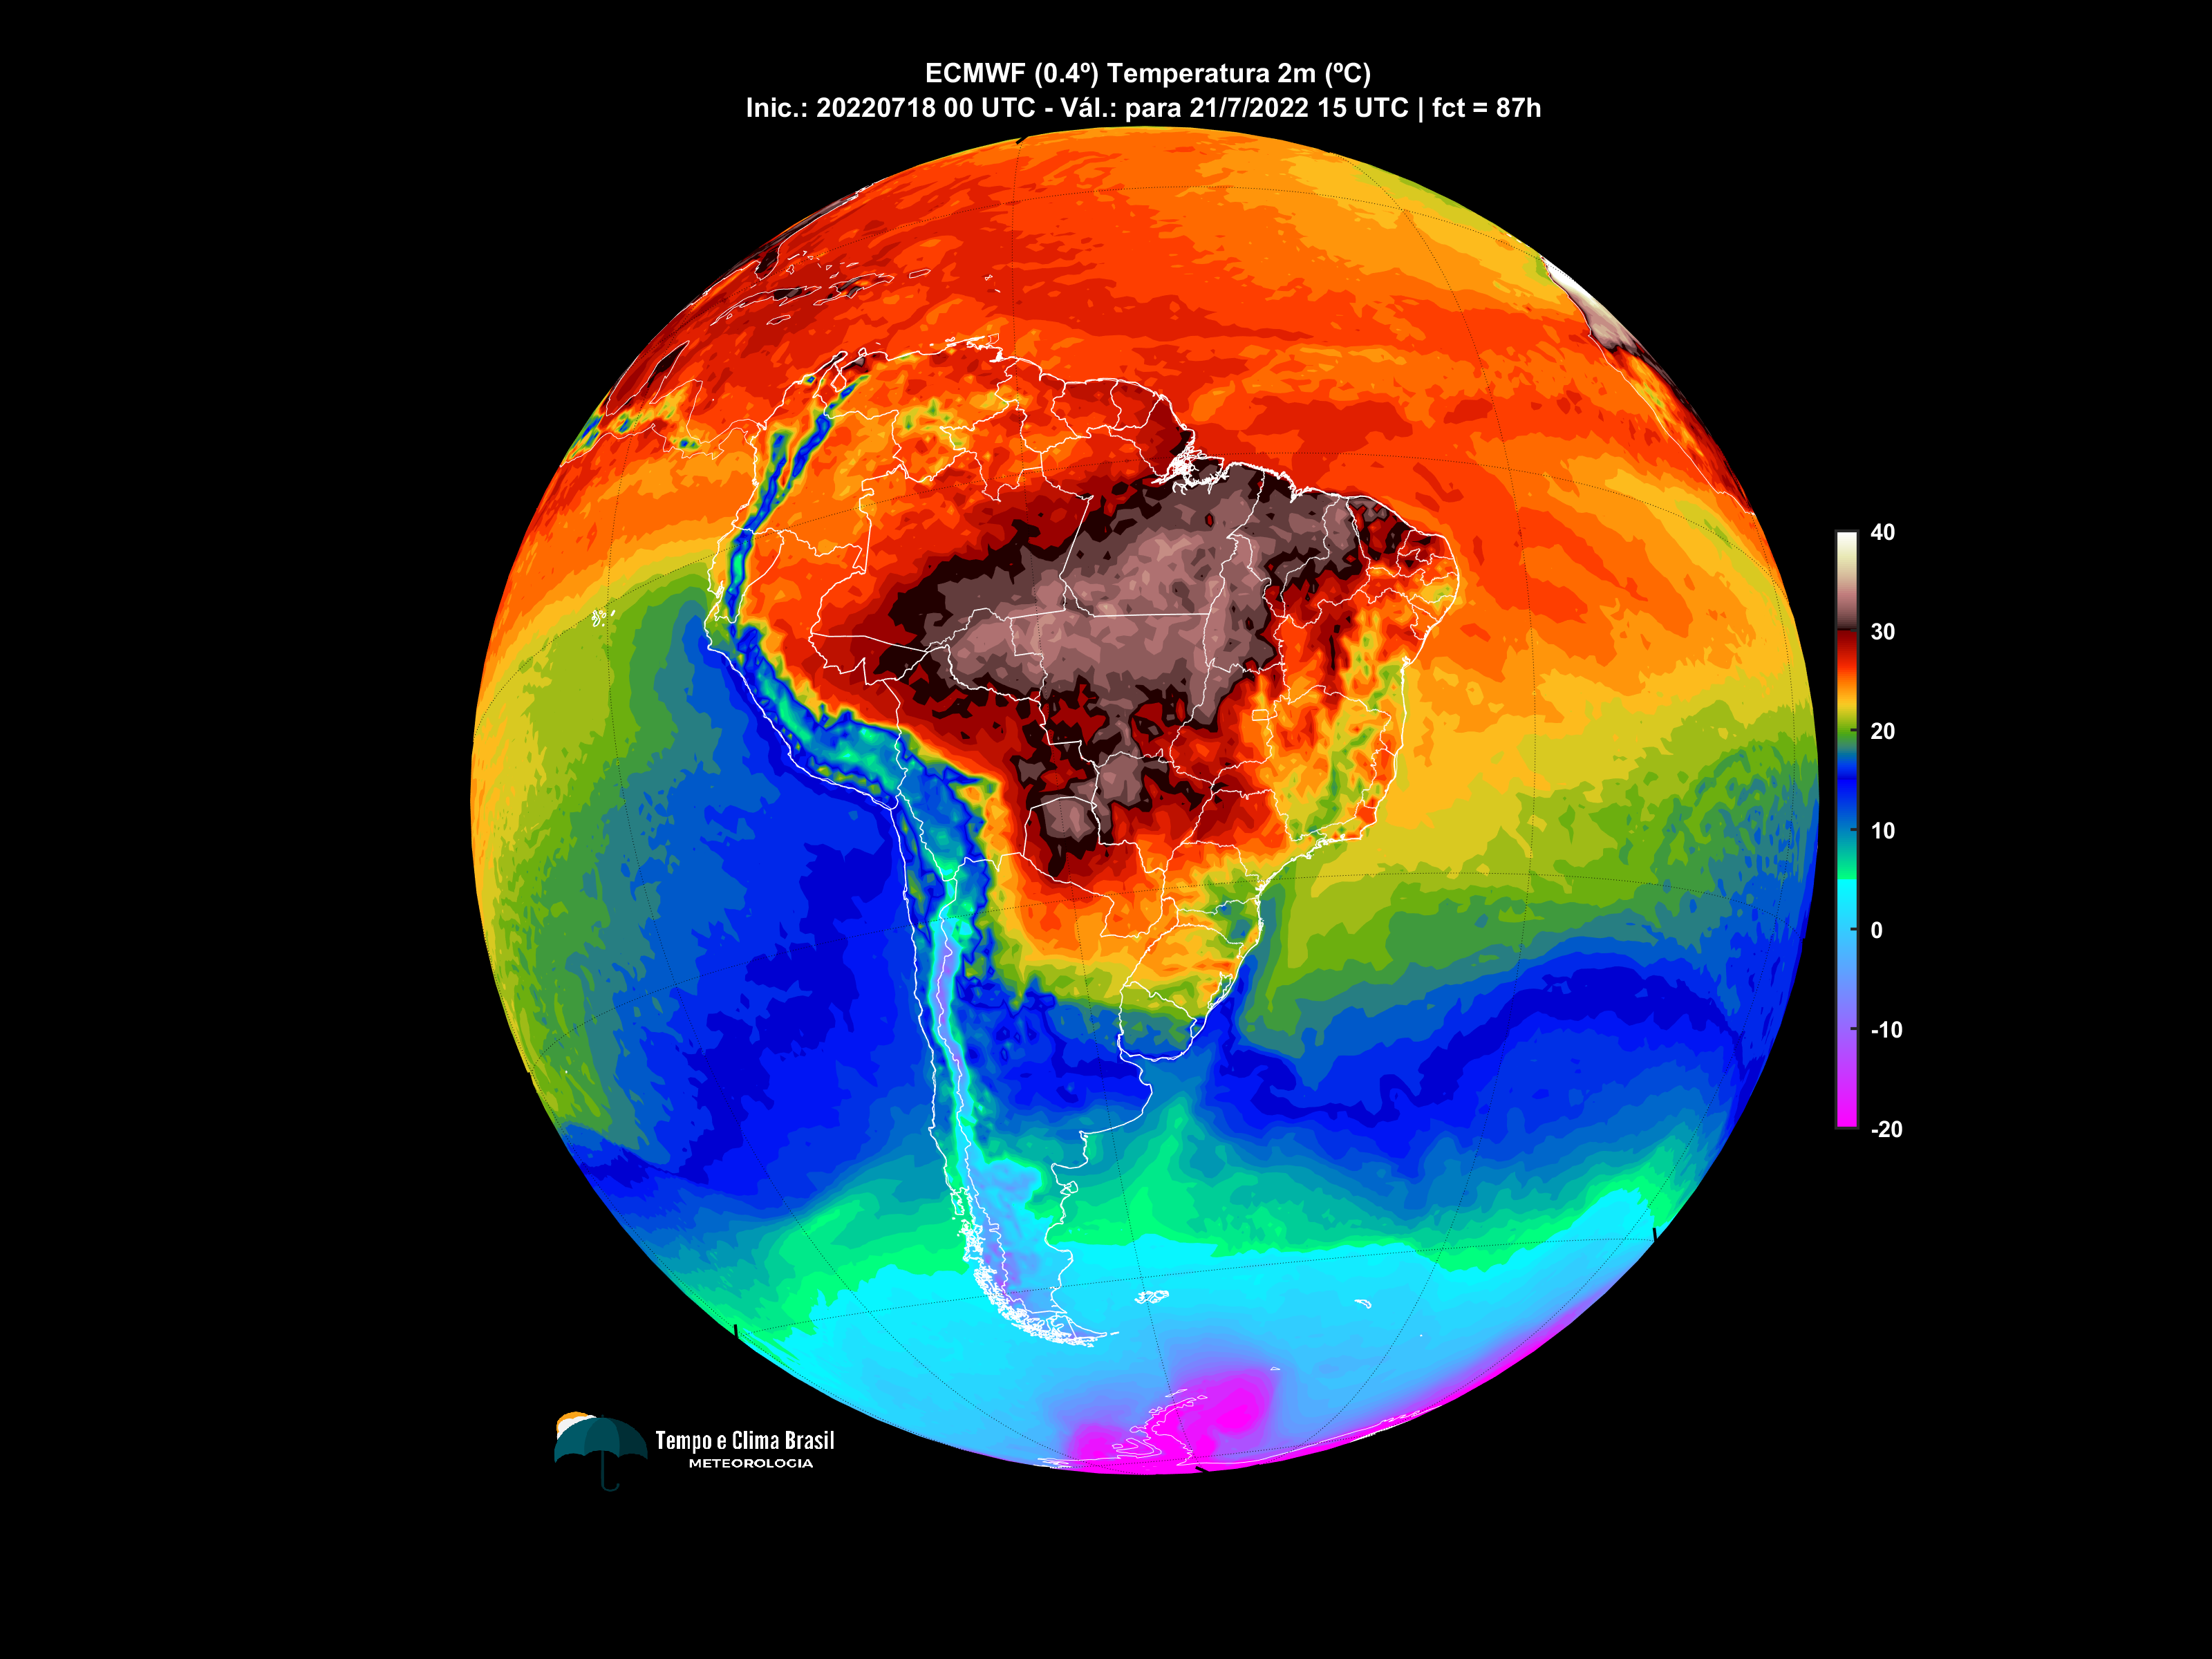 ECMWF (0.4º) Temperatura 2m (ºC)
Inic.: 20220718 00 UTC - Vál.: para 21/7/2022 15 UTC | fct = 87h
40
30
20
10
0
-10
-20
Tempo e Clima Brasil
METEOROLOGIA